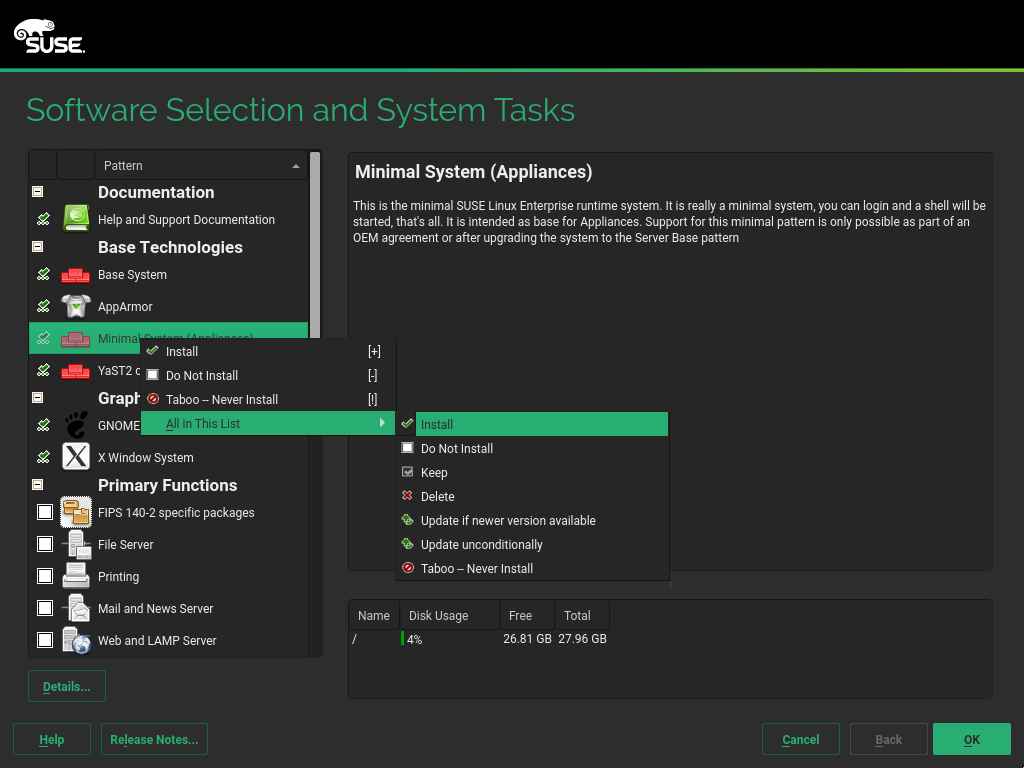 SUSE.
Software Selection and System Tasks
Pattern
Documentation
Help and Support Documentation
Base Technologies
Base System
AppArmor
Minimal System (Appliances)
YaST2
Graph
GNOME
X Window System
Primary Functions
FIPS 140-2 specific packages
File Server
Printing
Mail and News Server
Web and LAMP Server
Install [+]
Do Not Install [-]
Taboo -- Never Install [!]
All in This List
Install
Do Not Install
Keep
Delete
Update if newer version available
Update unconditionally
Taboo -- Never Install
Minimal System (Appliances)
This is the minimal SUSE Linux Enterprise runtime system. It is really a minimal system, you can login and a shell will be
started, that's all. It is intended as base for Appliances. Support for this minimal pattern is only possible as part of an
OEM agreement or after upgrading the system to the Server Base pattern
Name Disk Usage Free Total
/ 4% 26.81 GB 27.96 GB
Details...
Help Release Notes... Cancel Back OK